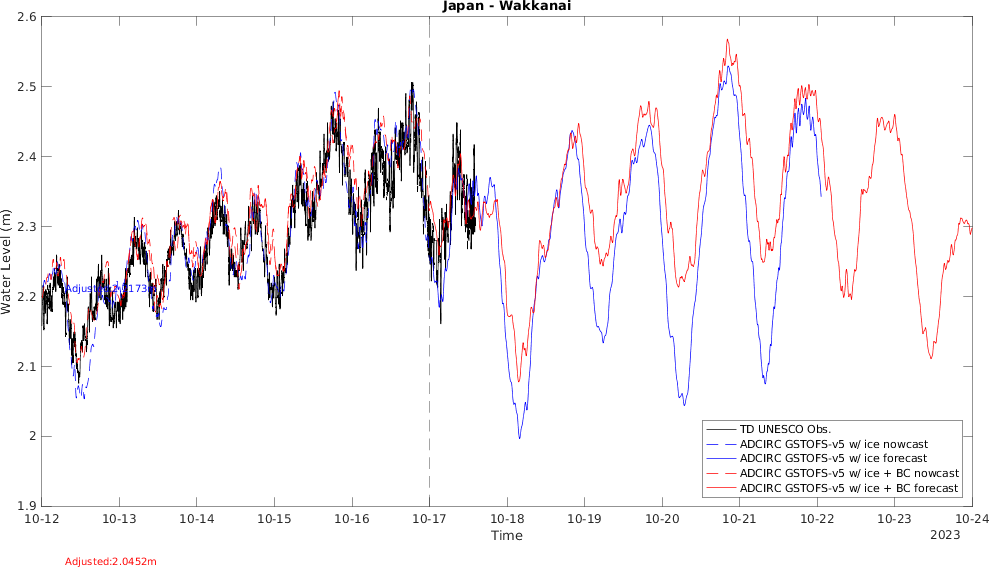 Japan - Wakkanai
Water Level (m)
2.6
2.5
2.4
2.3
2.2
2.1
2
1.9
10-12
10-13
10-14
10-15
10-16
10-17
10-18
10-19
10-20
10-21
10-22
10-23
10-24
2023
Time
TD UNESCO Obs.
ADCIRC GSTOFS-v5 w/ ice nowcast
ADCIRC GSTOFS-v5 w/ ice forecast
ADCIRC GSTOFS-v5 w/ ice + BC nowcast
ADCIRC GSTOFS-v5 w/ ice + BC forecast
Adjusted:2.0452m